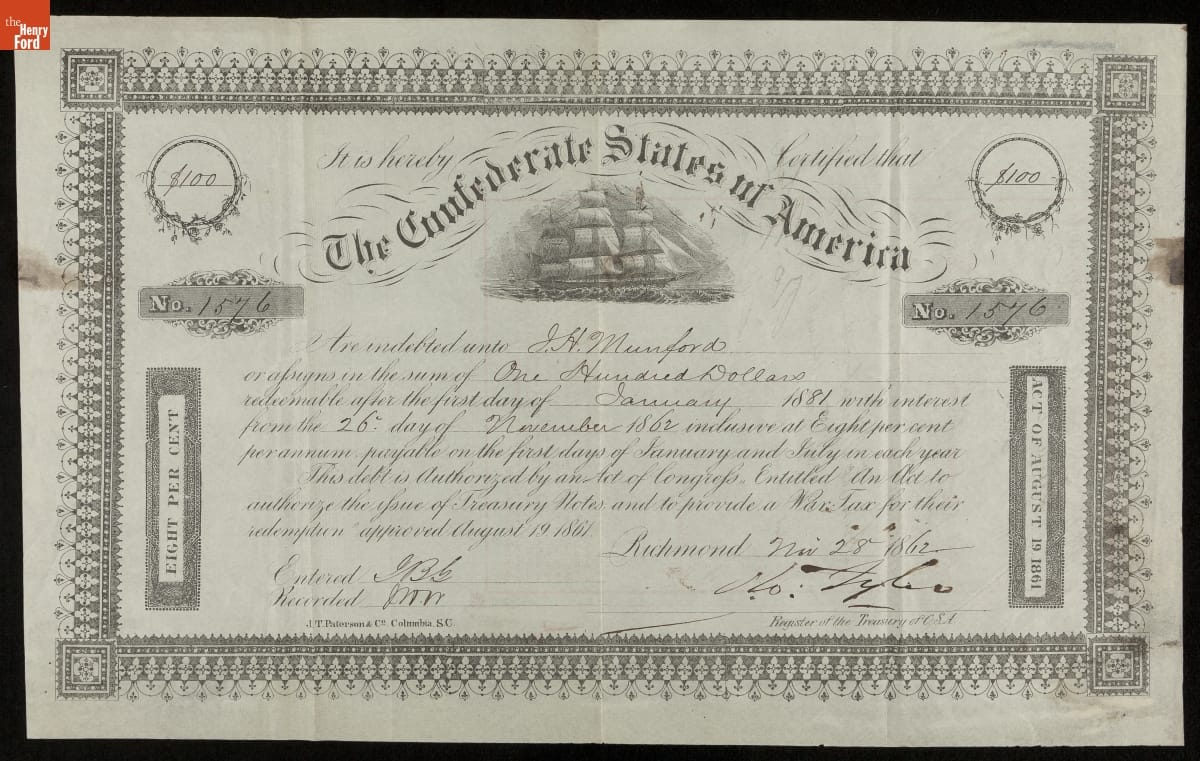 the
Henry
Ford
It is hereby
Certified that
The Confederate States of America
$100
$100
No. 1576
No. 1576
Are indebted unto J. H. Munford
or assigns in the sum of One Hundred Dollars
redeemable after the first day of January 1881 with interest
from the 26. day of November 1862 inclusive at Eight per cent
per annum payable on the first days of January and July in each year
This debt is Authorized by an Act of Congress Entitled "An Act to
authorize the issue of Treasury Notes and to provide a War Tax for their
redemption" approved August 19. 1861.
EIGHT PER CENT
ACT OF AUGUST 19 1861
Richmond Nov 28 1862
Entered
Recorded
Tyler
J. T. Paterson & Co. Columbia, S.C.
Register of the Treasury of C.S.A